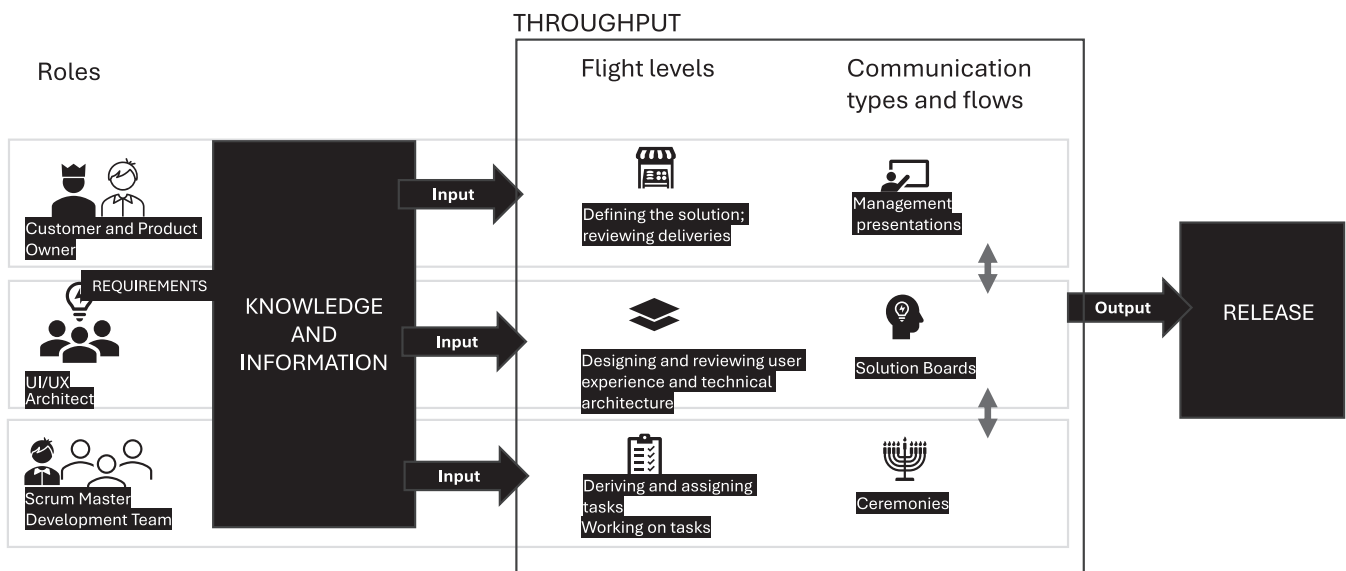 THROUGHPUT
Roles
Flight levels
Communication
types and flows
Customer and Product
Owner
Input
Defining the solution;
reviewing deliveries
Management
presentations
REQUIREMENTS
KNOWLEDGE
AND
INFORMATION
UI/UX
Architect
Input
Designing and reviewing user
experience and technical
architecture
Solution Boards
Output
RELEASE
Scrum Master
Development Team
Input
Deriving and assigning
tasks
Working on tasks
Ceremonies